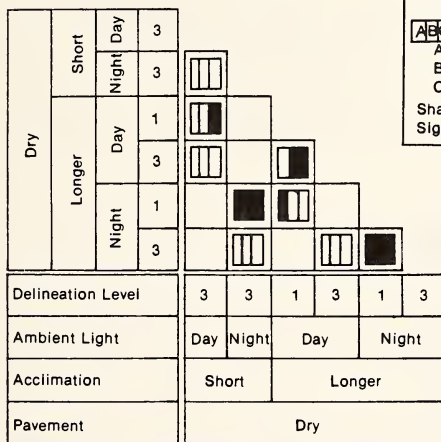 Dry
Short
Longer
Day
Night
Day
Night
3
3
1
3
1
3
A
B
C
Sha
Sig
Delineation Level 3 3 1 3 1 3
Ambient Light Day Night Day Night
Acclimation Short Longer
Pavement Dry